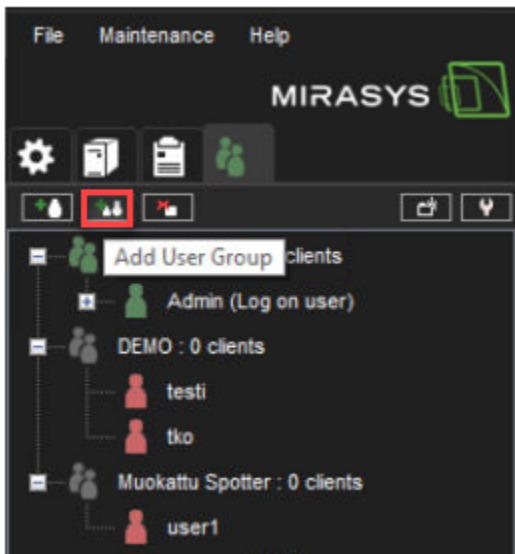 File Maintenance Help
MIRASYS
Add User Group clients
Admin (Log on user)
DEMO : 0 clients
testi
tko
Muokattu Spotter : 0 clients
user1